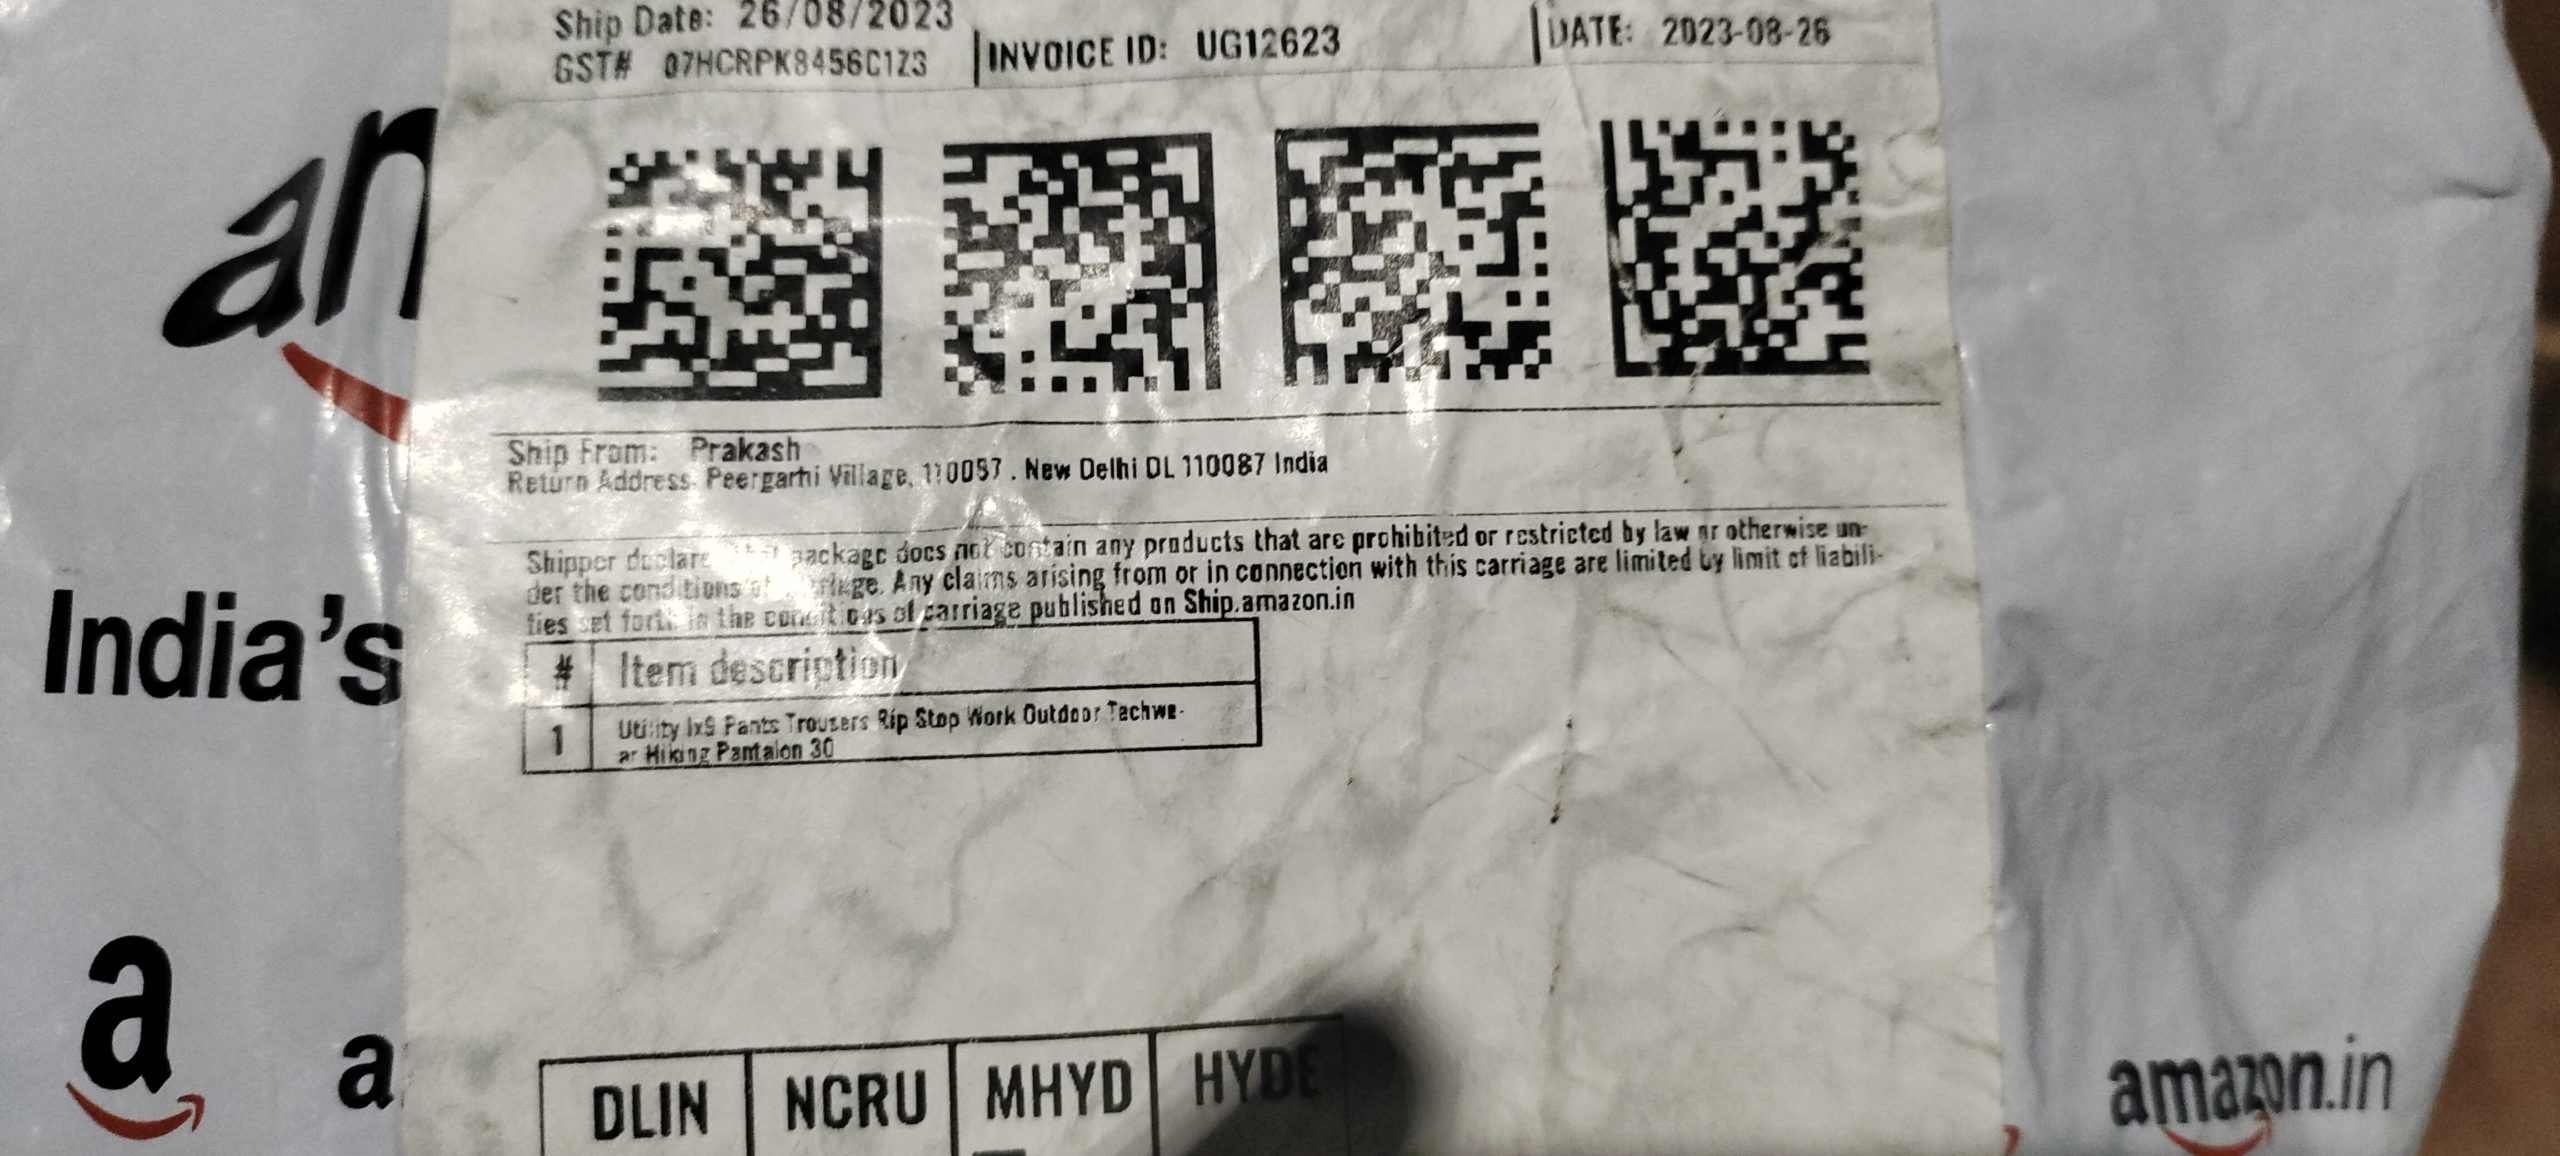 Ship Date: 26/08/2023
GST# 07HCRPK8456C1Z3
INVOICE ID: UG12623
DATE: 2023-08-26
an
Ship From: Prakash
Return Address: Peergarhi Village, 110087 . New Delhi DL 110087 India
Shipper declare package does not contain any products that are prohibited or restricted by law or otherwise un-
der the conditions of carriage. Any claims arising from or in connection with this carriage are limited by limit of liabili-
ties set forth in the conditions of carriage published on Ship.amazon.in
India's
# Item description
1 Utility Pants Trousers Rip Stop Work Outdoor Techwe-
ar Hiking Pantalon 30
a
a
DLIN NCRU MHYD HYDE
amazon.in